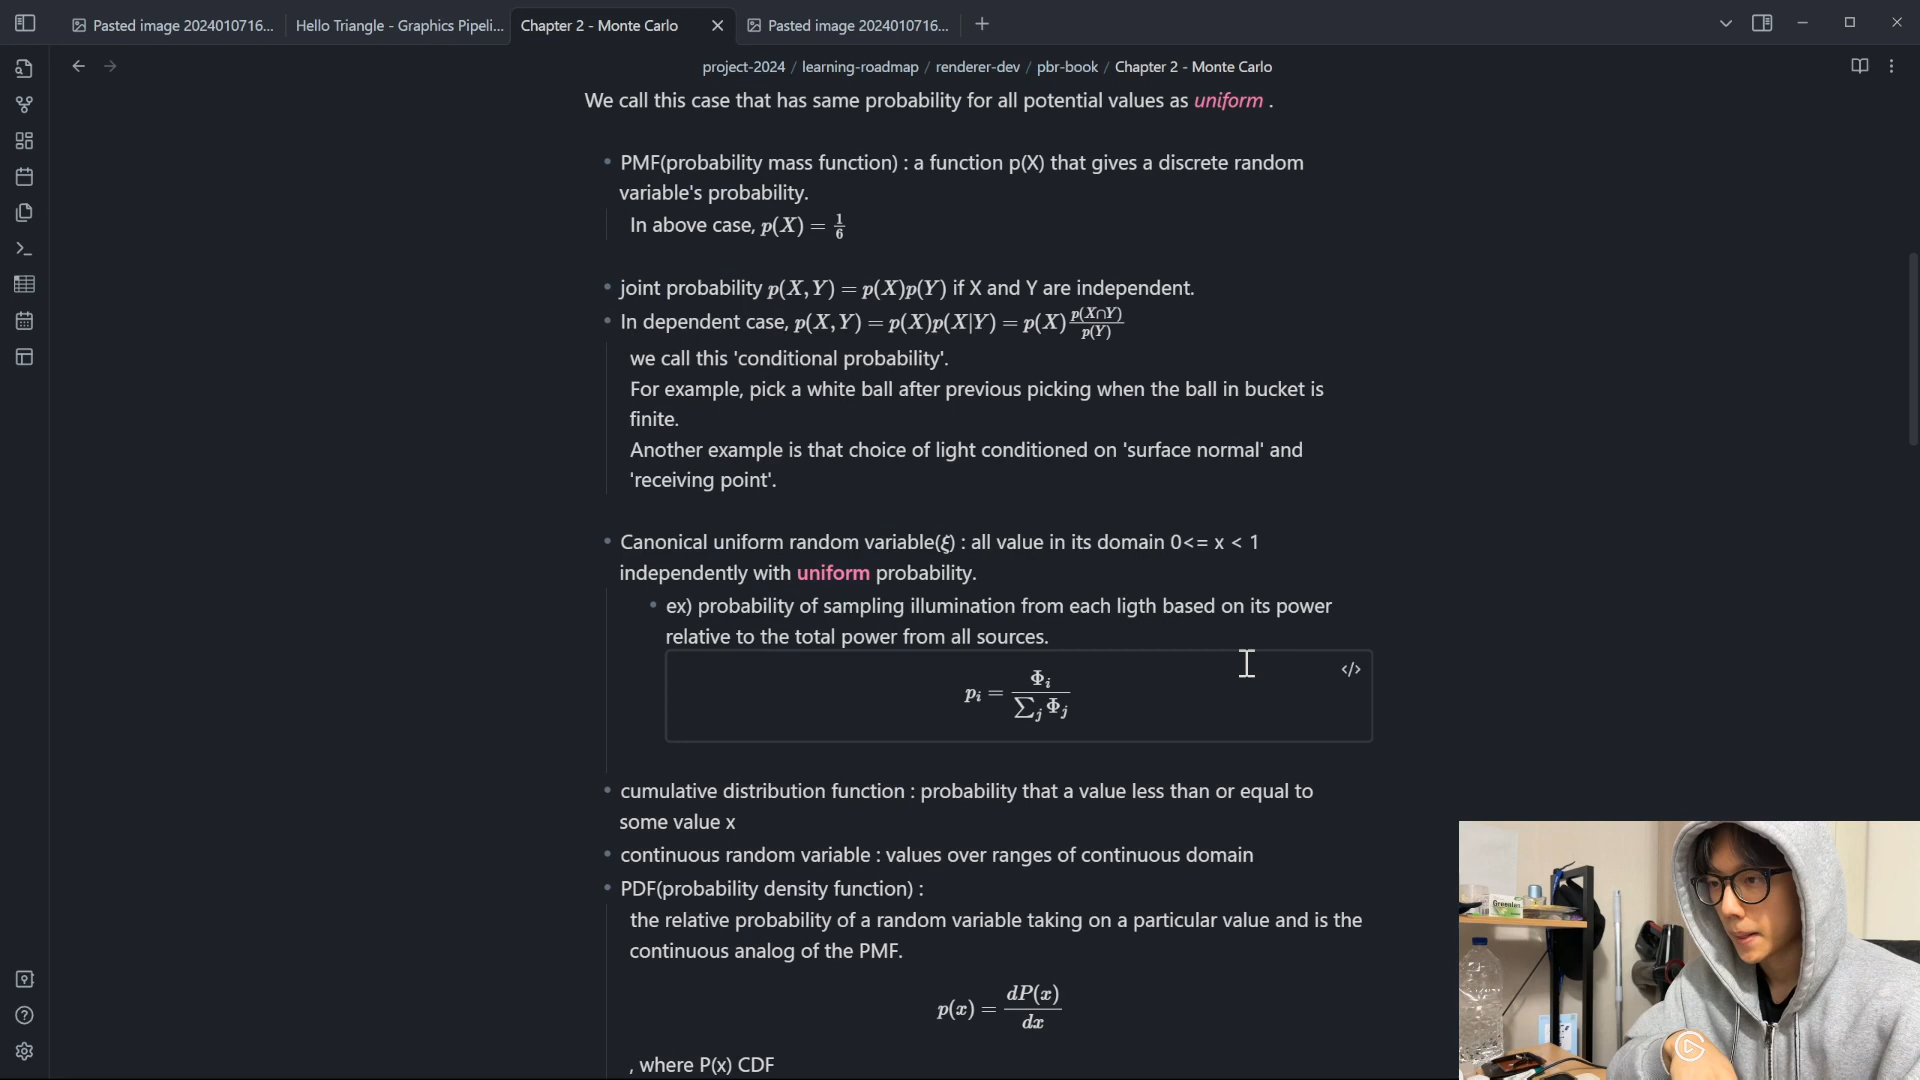 Pasted image 2024010716...
Hello Triangle - Graphics Pipeli...
Chapter 2 - Monte Carlo
Pasted image 2024010716...
project-2024 / learning-roadmap / renderer-dev / pbr-book / Chapter 2 - Monte Carlo
We call this case that has same probability for all potential values as uniform .
PMF(probability mass function) : a function p(X) that gives a discrete random
variable's probability.
In above case, p(X) = 1/6
joint probability p(X,Y) = p(X)p(Y) if X and Y are independent.
In dependent case, p(X,Y) = p(X)p(X|Y) = p(X) p(X∩Y)/p(Y)
we call this 'conditional probability'.
For example, pick a white ball after previous picking when the ball in bucket is
finite.
Another example is that choice of light conditioned on 'surface normal' and
'receiving point'.
Canonical uniform random variable(ξ) : all value in its domain 0<= x < 1
independently with uniform probability.
ex) probability of sampling illumination from each ligth based on its power
relative to the total power from all sources.
</>
p_i = Φ_i / ∑_j Φ_j
cumulative distribution function : probability that a value less than or equal to
some value x
continuous random variable : values over ranges of continuous domain
PDF(probability density function) :
the relative probability of a random variable taking on a particular value and is the
continuous analog of the PMF.
p(x) = dP(x)/dx
, where P(x) CDF